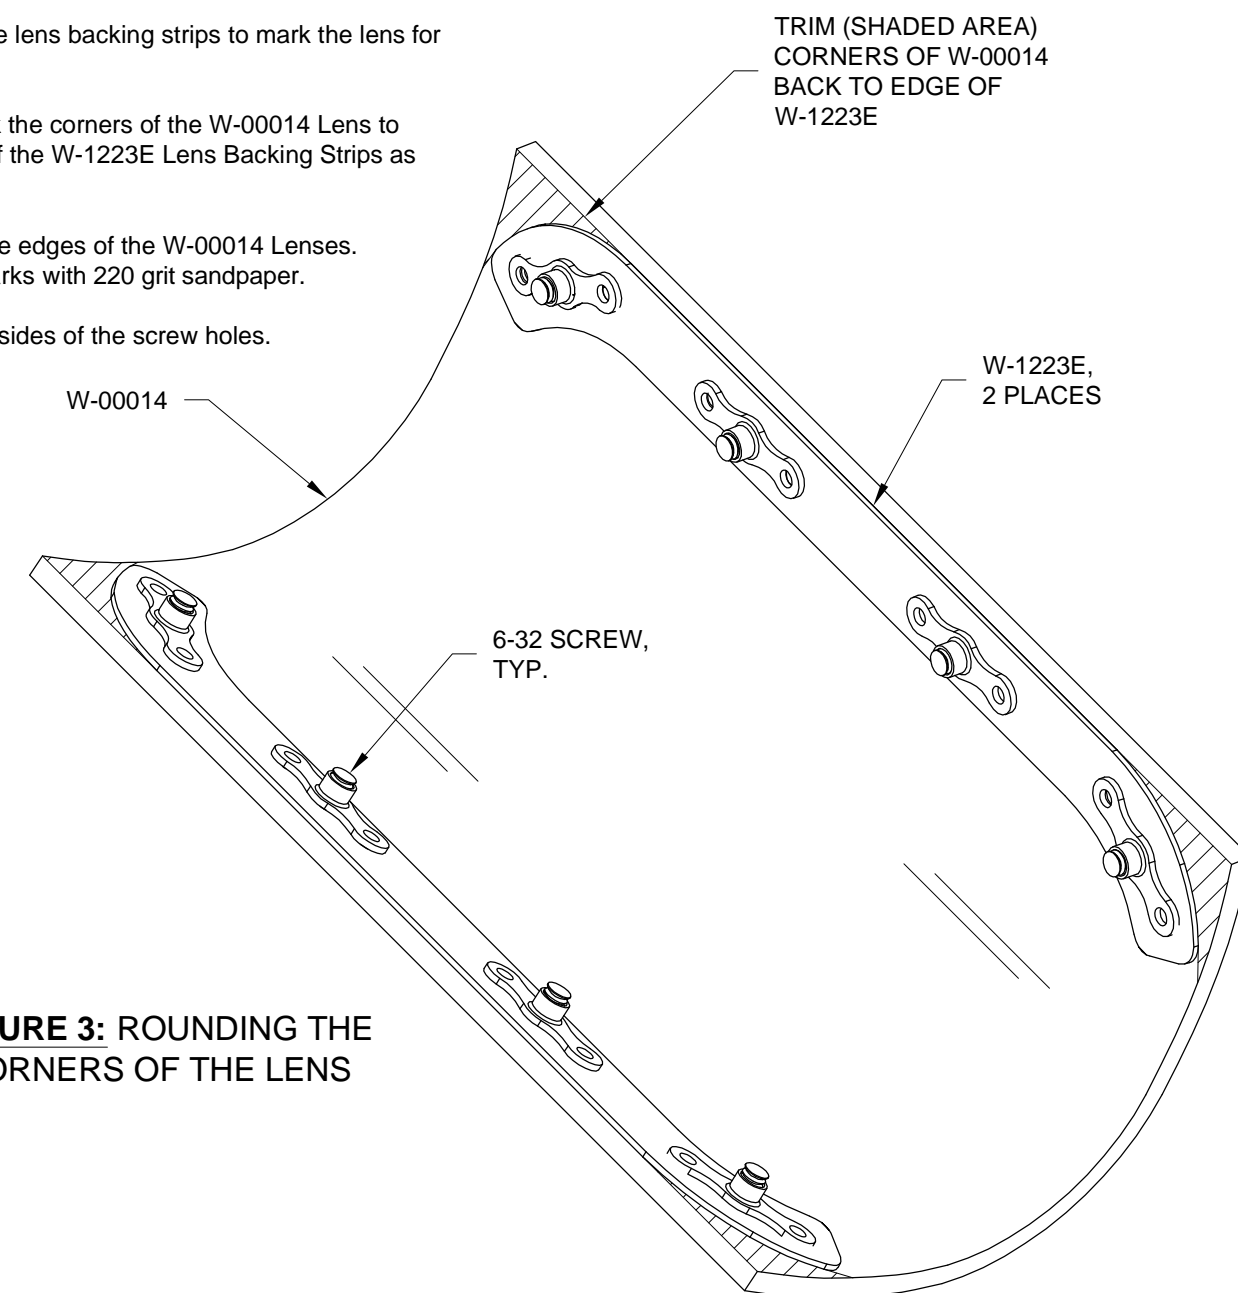 lens backing strips to mark the lens for
the corners of the W-00014 Lens to
the W-1223E Lens Backing Strips as
edges of the W-00014 Lenses.
with 220 grit sandpaper.
sides of the screw holes.
TRIM (SHADED AREA)
CORNERS OF W-00014
BACK TO EDGE OF
W-1223E
W-00014
W-1223E,
2 PLACES
6-32 SCREW,
TYP.
URE 3: ROUNDING THE
ORNERS OF THE LENS